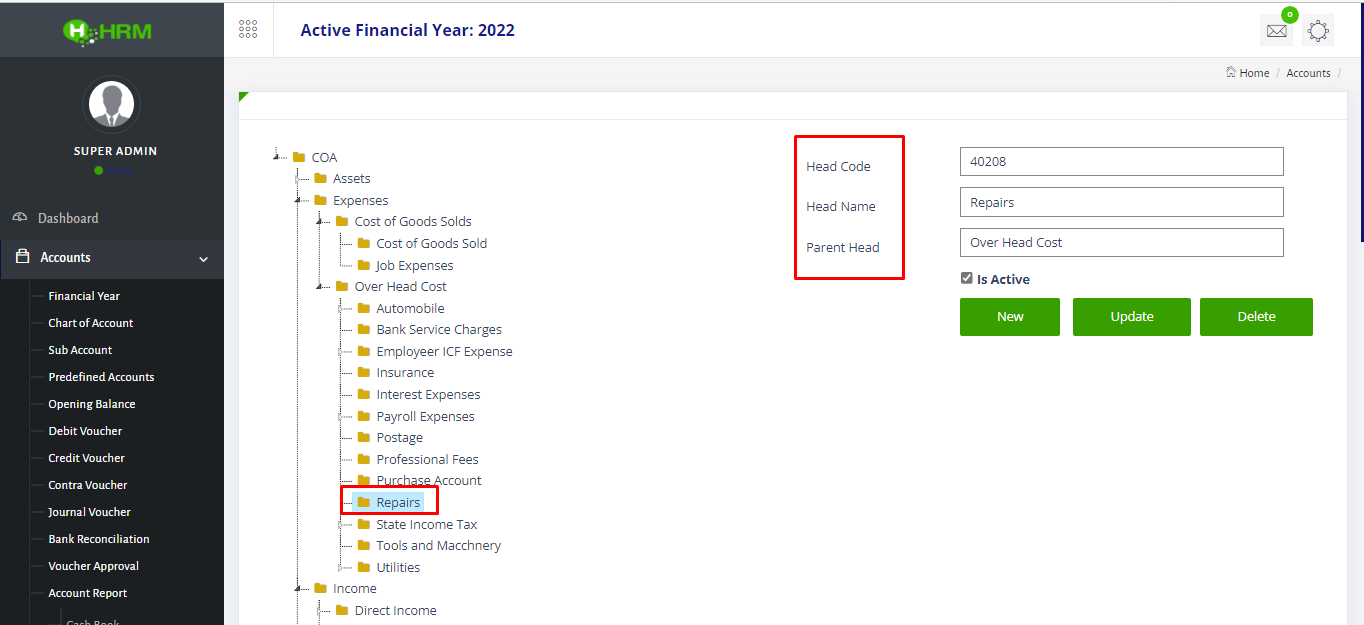 H HRM
Active Financial Year: 2022
0
Home / Accounts /
SUPER ADMIN
Dashboard
Accounts
Financial Year
Chart of Account
Sub Account
Predefined Accounts
Opening Balance
Debit Voucher
Credit Voucher
Contra Voucher
Journal Voucher
Bank Reconciliation
Voucher Approval
Account Report
Cash Book
COA
Assets
Expenses
Cost of Goods Solds
Cost of Goods Sold
Job Expenses
Over Head Cost
Automobile
Bank Service Charges
Employeer ICF Expense
Insurance
Interest Expenses
Payroll Expenses
Postage
Professional Fees
Purchase Account
Repairs
State Income Tax
Tools and Macchnery
Utilities
Income
Direct Income
Head Code 40208
Head Name Repairs
Parent Head Over Head Cost
Is Active
New Update Delete